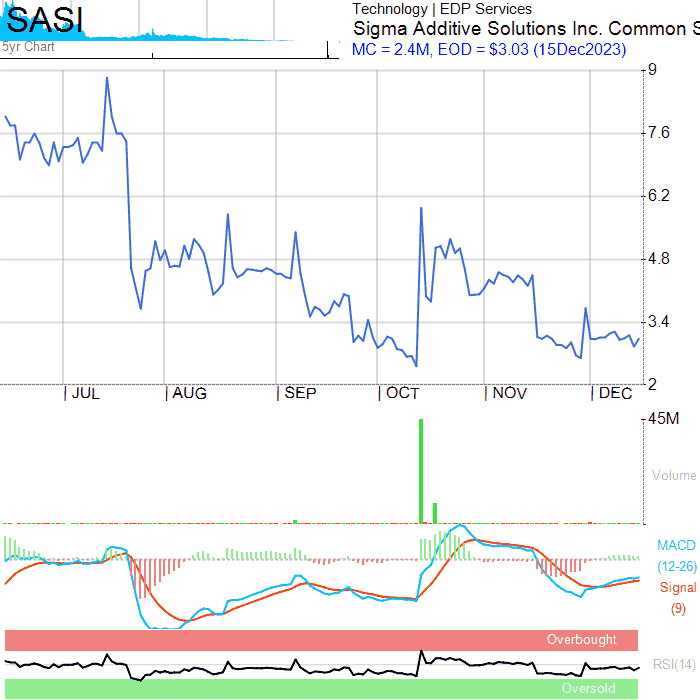 SASI
5yr Chart
Technology | EDP Services
Sigma Additive Solutions Inc. Common S
MC = 2.4M, EOD = $3.03 (15Dec2023)
9
7.6
6.2
4.8
3.4
2
JUL AUG SEP OCT NOV DEC
45M
Volume
MACD
(12-26)
Signal
(9)
Overbought
RSI(14)
Oversold